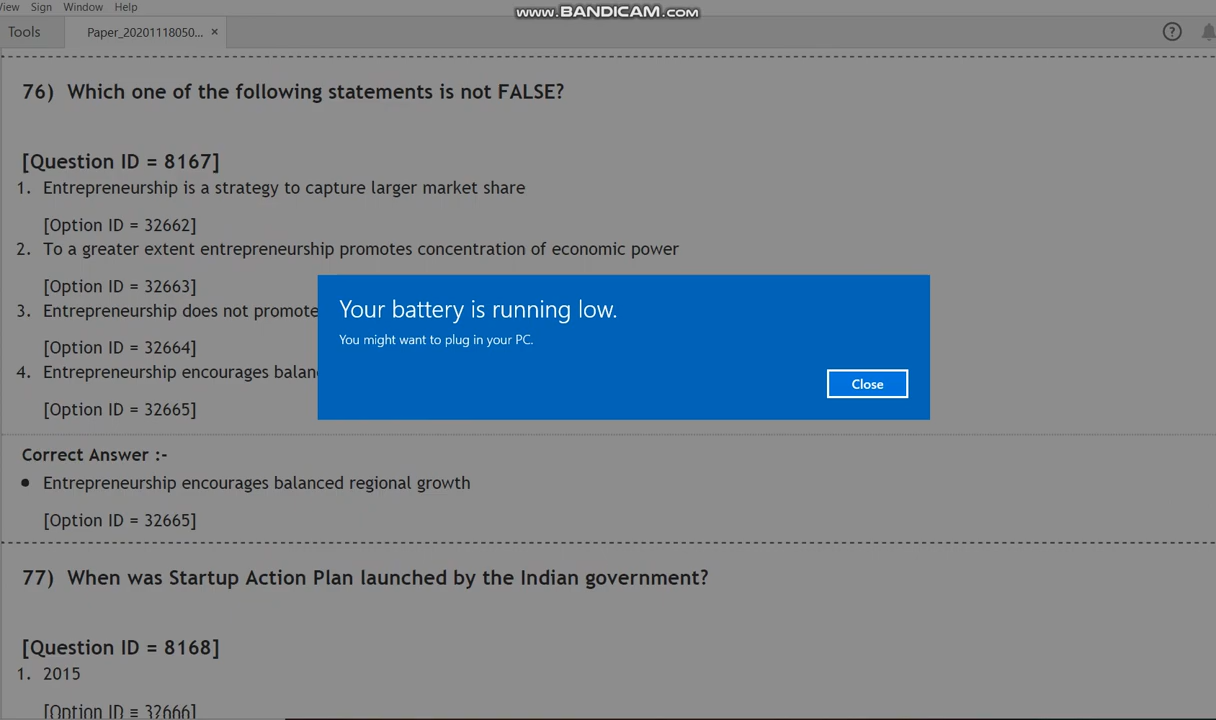 View Sign Window Help
www.BANDICAM.com
Tools
Paper_20201118050... ×
?
76) Which one of the following statements is not FALSE?
[Question ID = 8167]
1. Entrepreneurship is a strategy to capture larger market share
[Option ID = 32662]
2. To a greater extent entrepreneurship promotes concentration of economic power
[Option ID = 32663]
3. Entrepreneurship does not promote
[Option ID = 32664]
4. Entrepreneurship encourages balan
[Option ID = 32665]
Your battery is running low.
You might want to plug in your PC.
Close
Correct Answer :-
• Entrepreneurship encourages balanced regional growth
[Option ID = 32665]
77) When was Startup Action Plan launched by the Indian government?
[Question ID = 8168]
1. 2015
[Option ID = 32666]